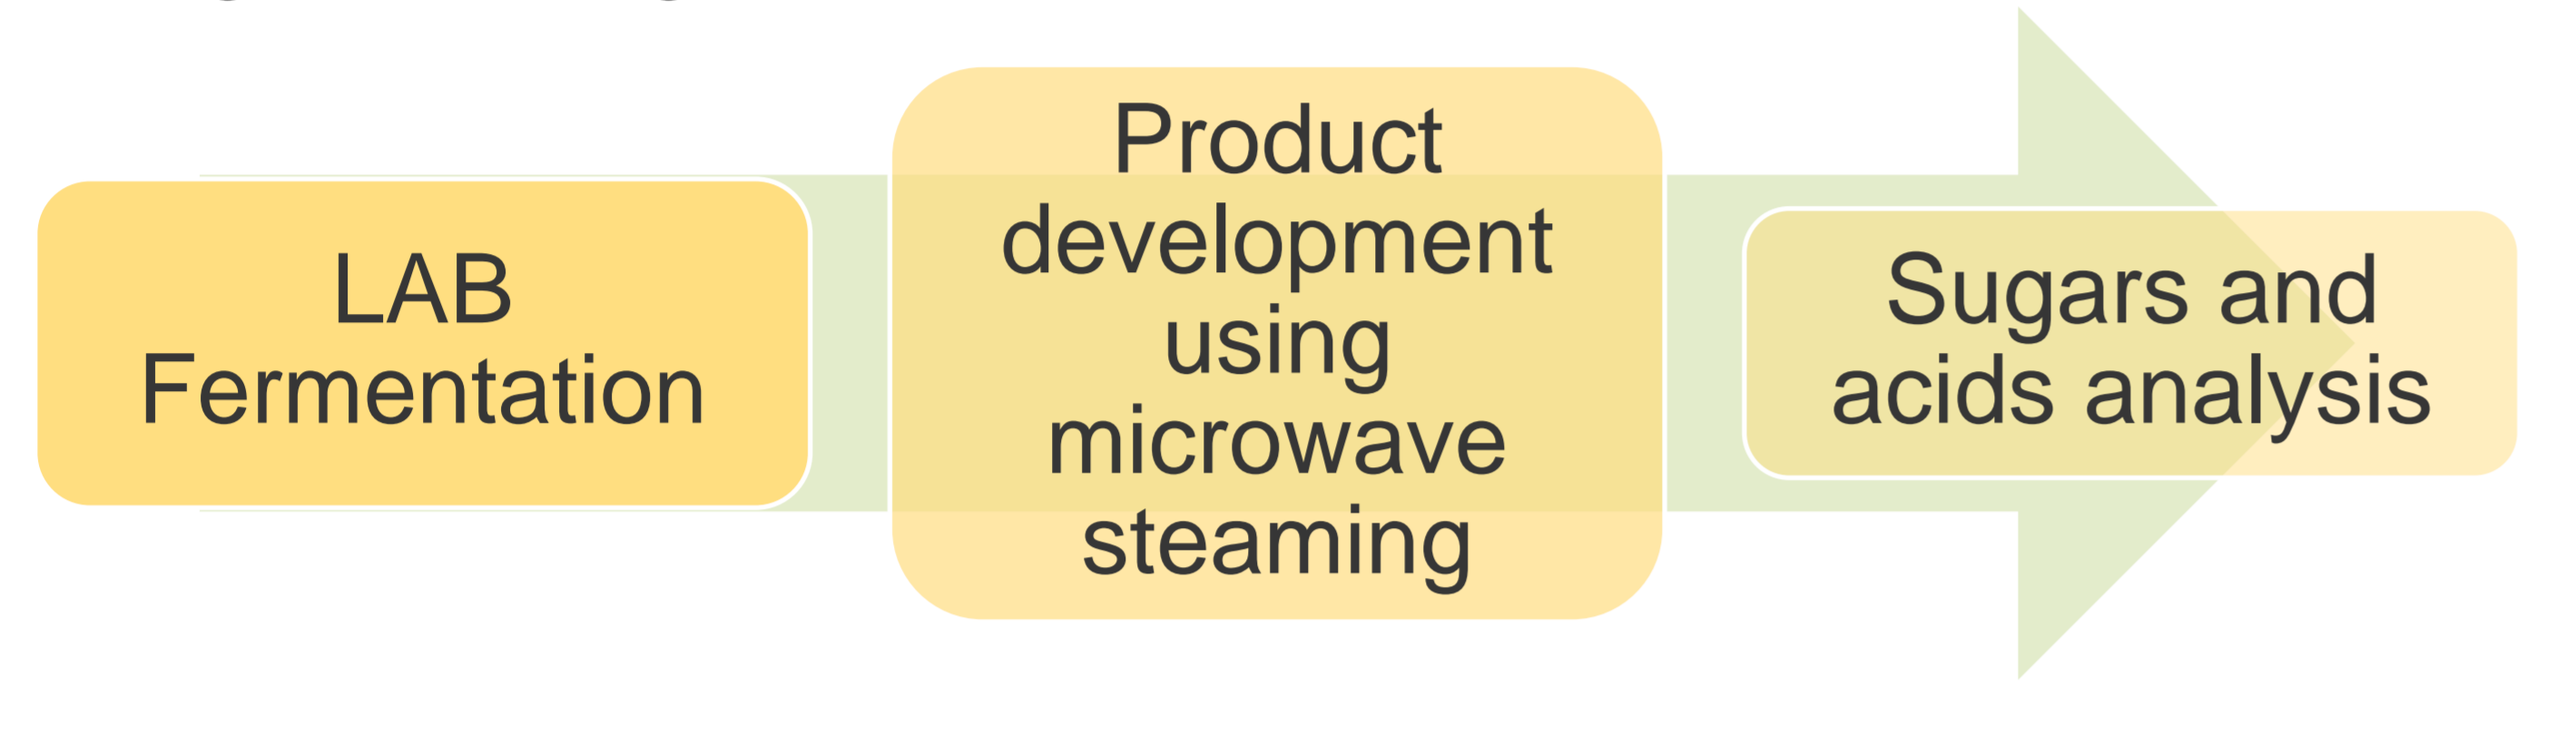 LAB
Fermentation
Product
development
using
microwave
steaming
Sugars and
acids analysis